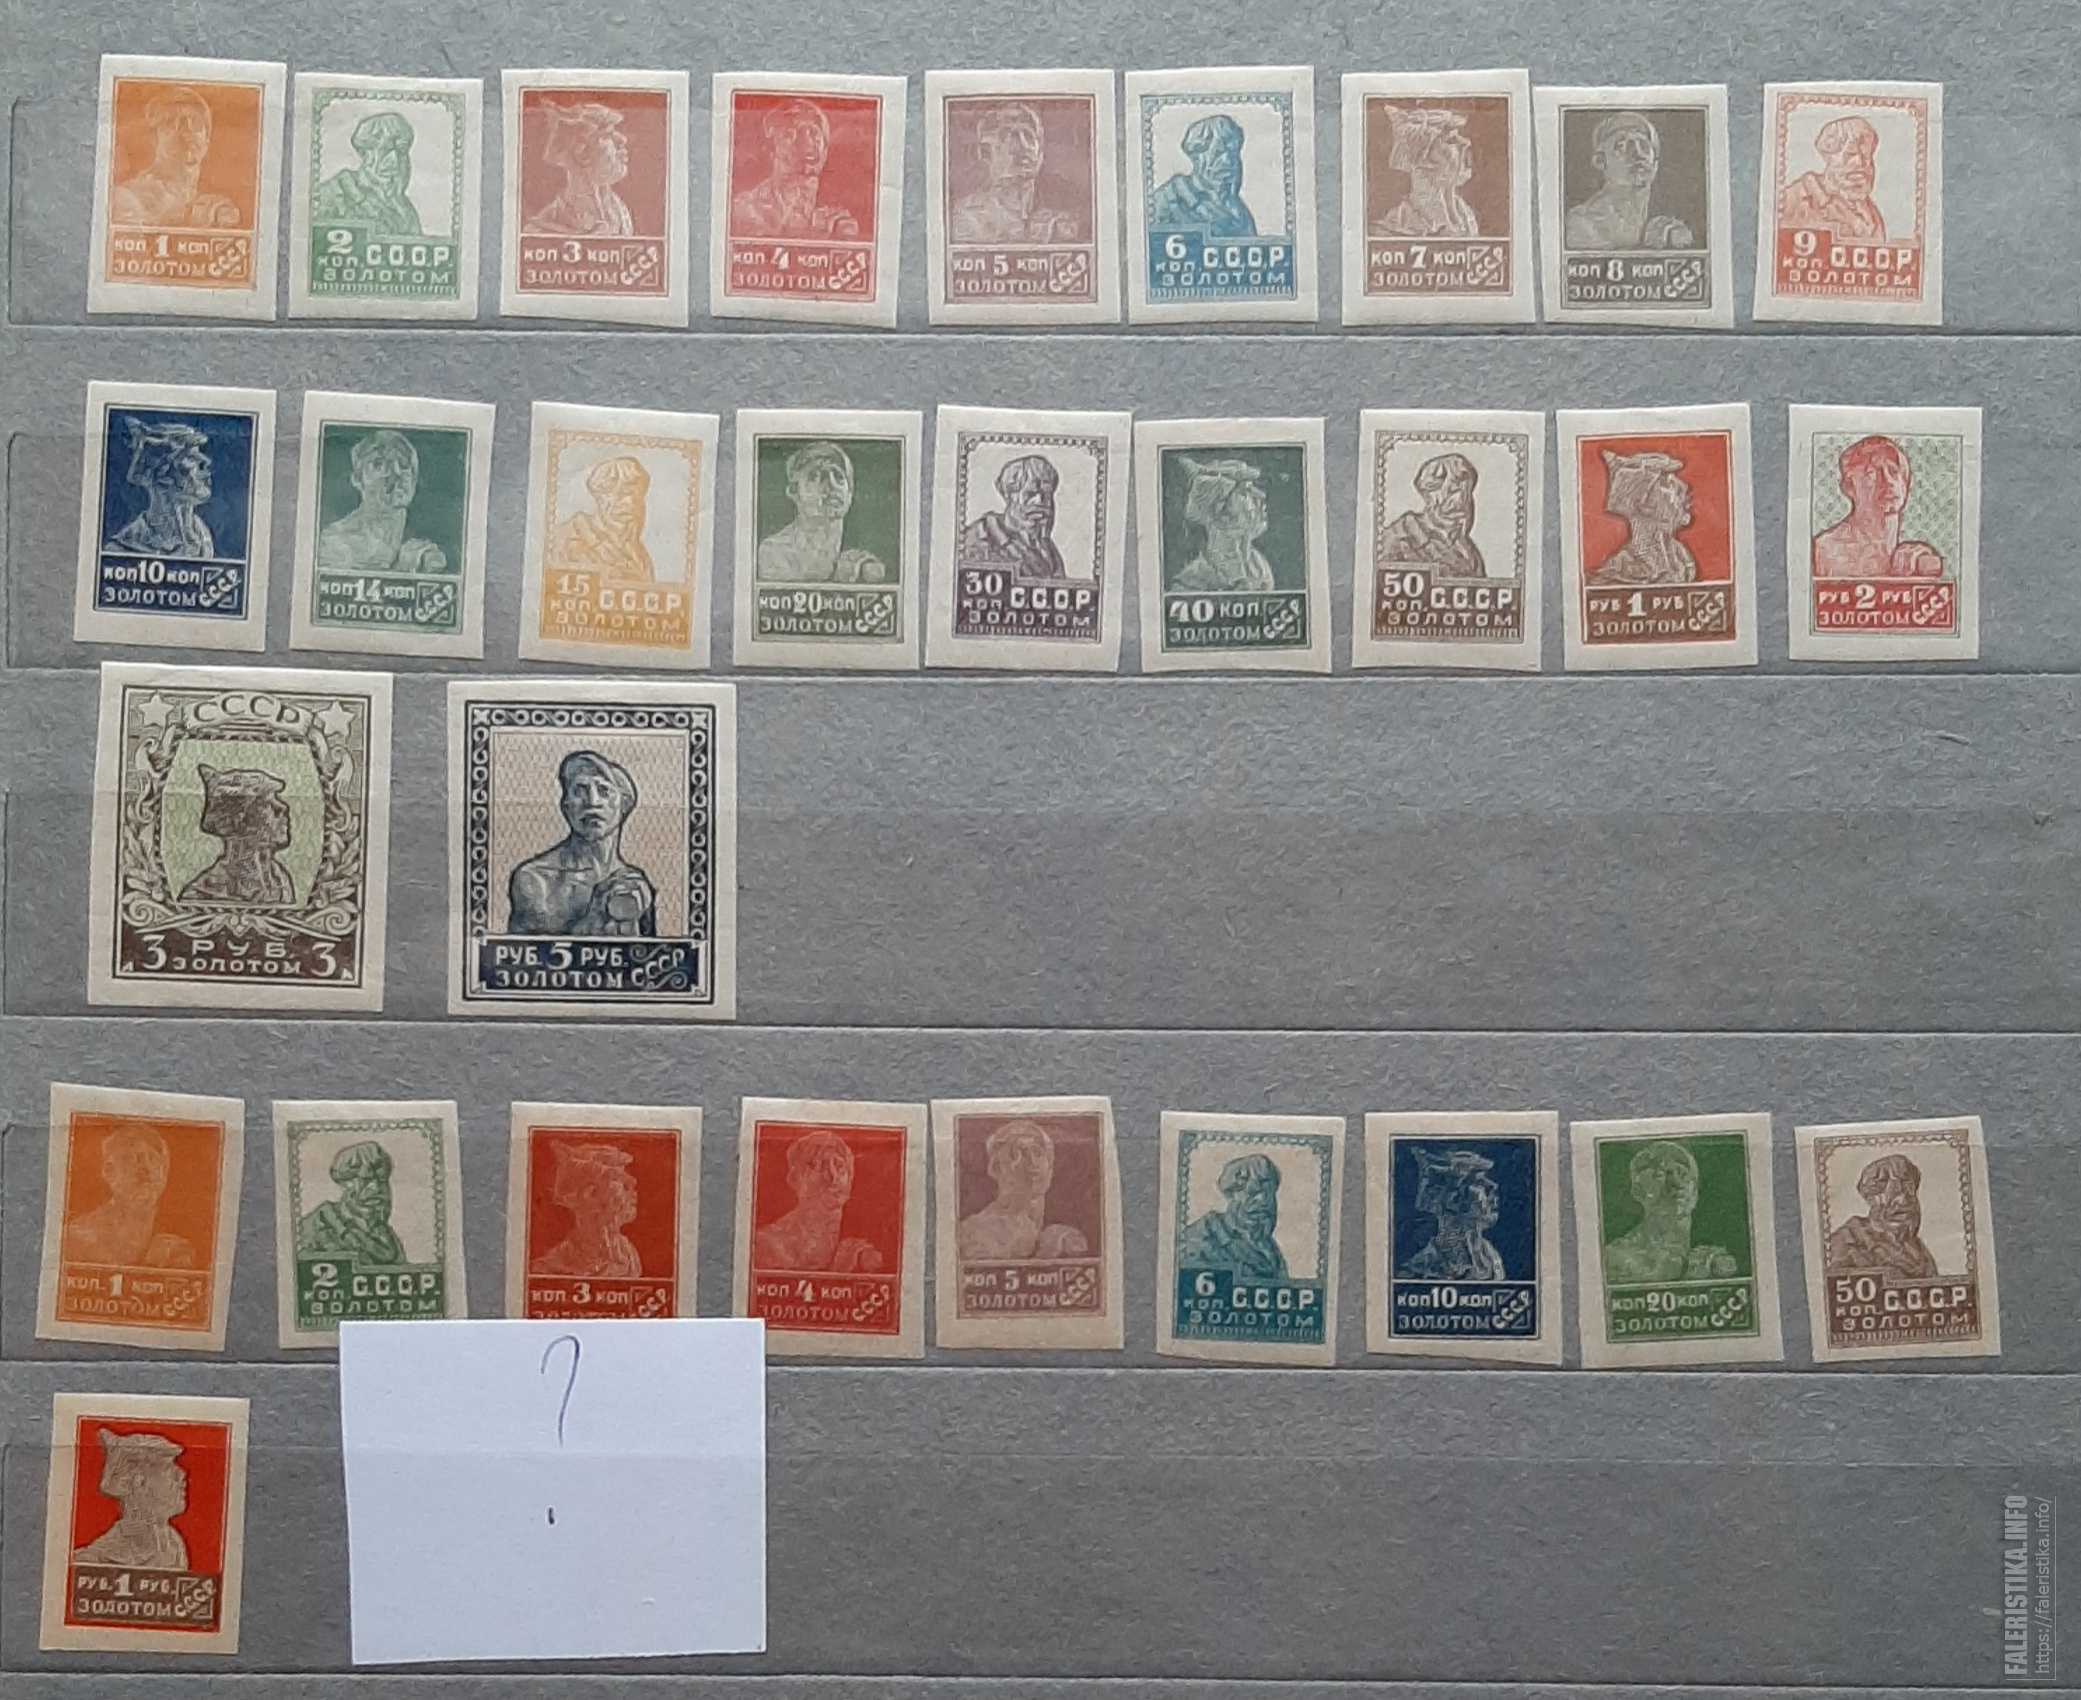 коп 1 коп
золотом СССР
2 С.С.С.Р.
коп. золотом
коп 3 коп
золотом СССР
коп 4 коп
золотом СССР
коп 5 коп
золотом СССР
6 С.С.С.Р.
коп. золотом
коп 7 коп
золотом СССР
коп 8 коп
золотом СССР
9 С.С.С.Р.
коп. золотом
коп 10 коп
золотом СССР
коп 14 коп
золотом СССР
15 С.С.С.Р.
коп. золотом
коп 20 коп
золотом СССР
30 С.С.С.Р.
коп. золотом
40 коп
золотом СССР
50 С.С.С.Р.
коп. золотом
руб 1 руб
золотом СССР
руб 2 руб
золотом СССР
СССР
3 РУБ. 3
золотом
РУБ. 5 РУБ.
золотом СССР
коп. 1 коп
золотом СССР
2 С.С.С.Р.
коп. золотом
коп 3 коп
золотом СССР
коп 4 коп
золотом СССР
коп 5 коп
золотом СССР
6 С.С.С.Р.
коп. золотом
коп 10 коп
золотом СССР
коп 20 коп
золотом СССР
50 С.С.С.Р.
коп. золотом
РУБ. 1 РУБ.
золотом СССР
?
FALERISTIKA.INFO
https://faleristika.info/